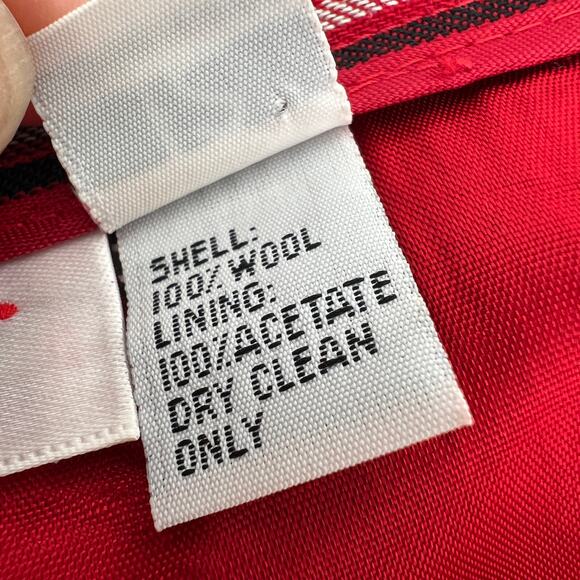 SHELL:
100% WOOL
LINING:
100% ACETATE
DRY CLEAN
ONLY